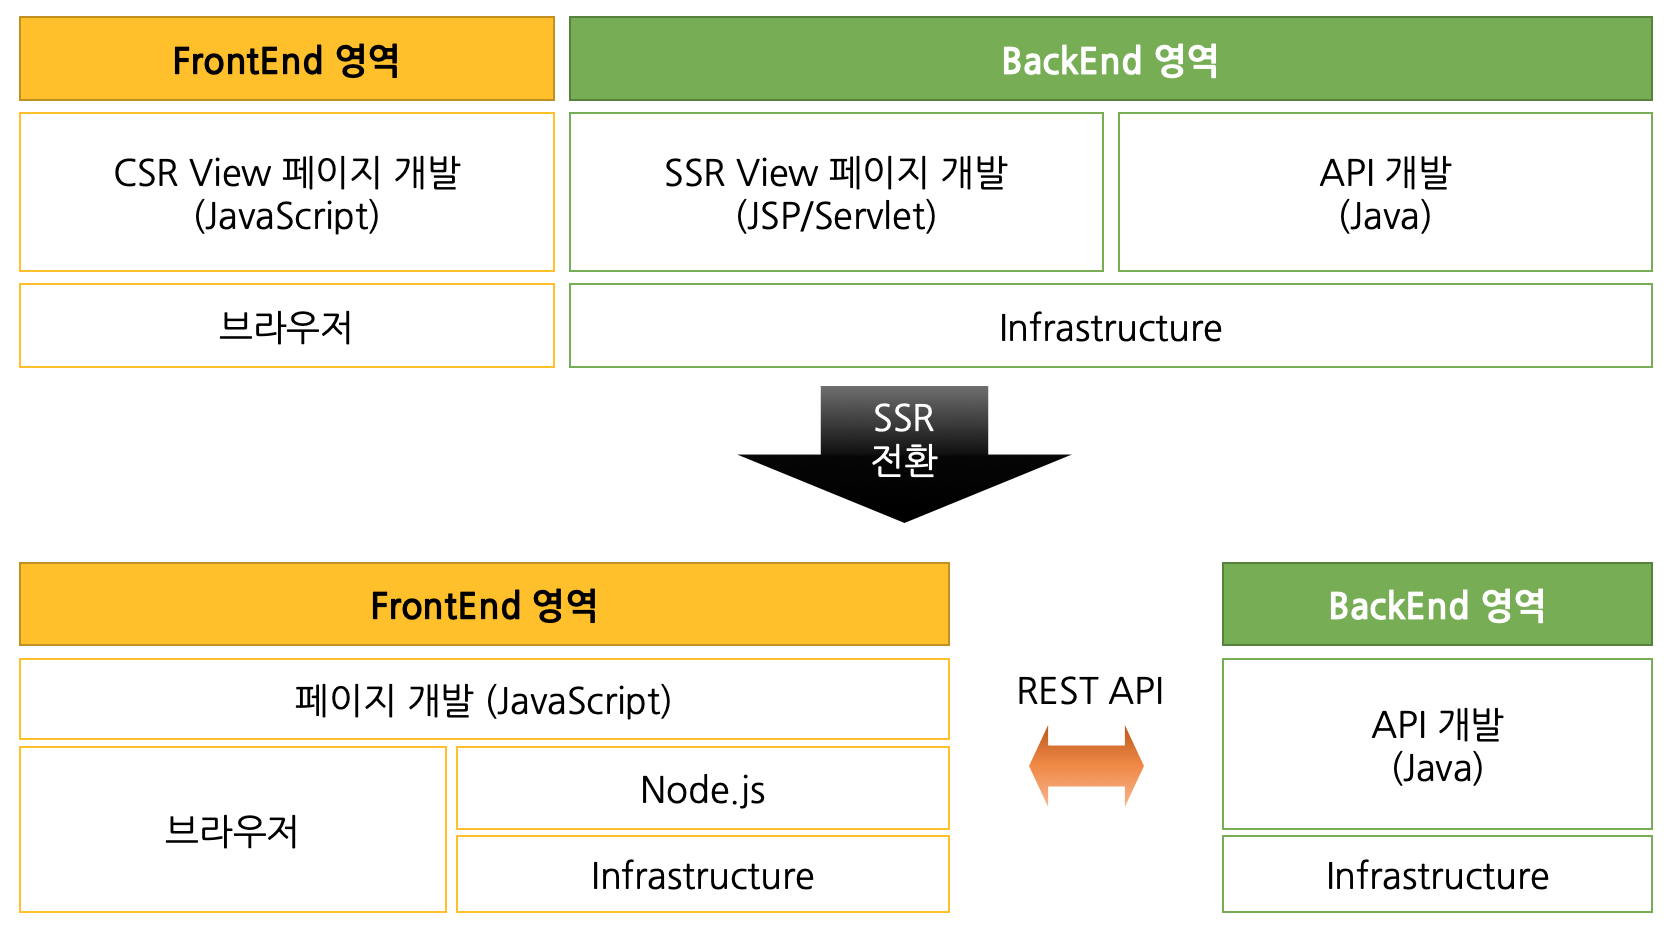 FrontEnd 영역
BackEnd 영역
CSR View 페이지 개발
(JavaScript)
SSR View 페이지 개발
(JSP/Servlet)
API 개발
(Java)
브라우저
Infrastructure
SSR
전환
FrontEnd 영역
BackEnd 영역
페이지 개발 (JavaScript)
브라우저
Node.js
Infrastructure
REST API
API 개발
(Java)
Infrastructure